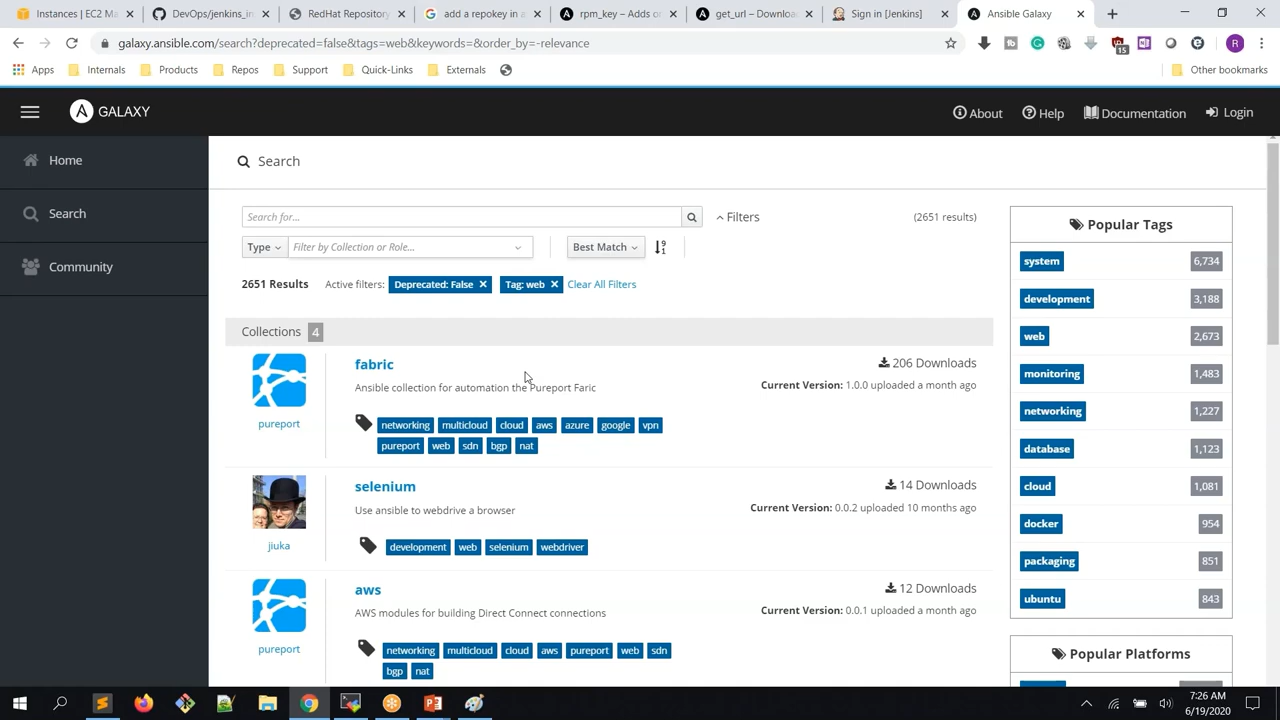 Instances | EC2 Ma
DevOps/jenkins_in
RedHat Repository
add a repokey in a
rpm_key – Adds or
get_url – Downloa
Sign in [Jenkins]
Ansible Galaxy
galaxy.ansible.com/search?deprecated=false&tags=web&keywords=&order_by=-relevance
15
R
Apps
Internals
Products
Repos
Support
Quick-Links
Externals
Other bookmarks
A GALAXY
About
Help
Documentation
Login
Home
Search
Community
Search
Search for...
Filters
(2651 results)
Type
Filter by Collection or Role...
Best Match
2651 Results
Active filters:
Deprecated: False
Tag: web
Clear All Filters
Collections 4
fabric
206 Downloads
Ansible collection for automation the Pureport Faric
Current Version: 1.0.0 uploaded a month ago
pureport
networking multicloud cloud aws azure google vpn
pureport web sdn bgp nat
selenium
14 Downloads
Use ansible to webdrive a browser
Current Version: 0.0.2 uploaded 10 months ago
jiuka
development web selenium webdriver
aws
12 Downloads
AWS modules for building Direct Connect connections
Current Version: 0.0.1 uploaded a month ago
pureport
networking multicloud cloud aws pureport web sdn
bgp nat
Popular Tags
system 6,734
development 3,188
web 2,673
monitoring 1,483
networking 1,227
database 1,123
cloud 1,081
docker 954
packaging 851
ubuntu 843
Popular Platforms
7:26 AM
6/19/2020